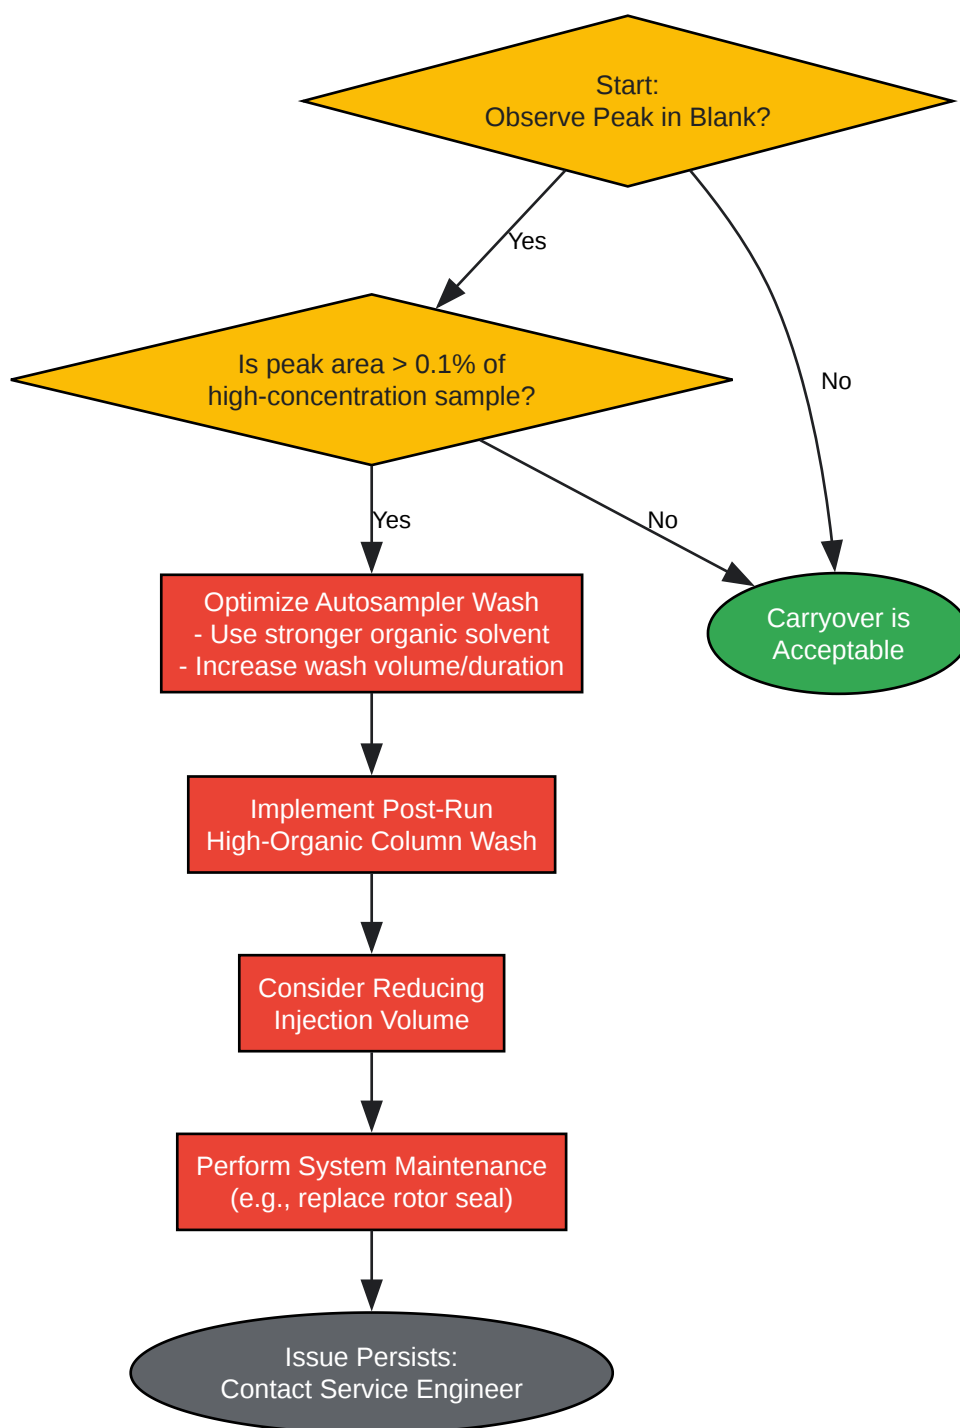 Start:
Observe Peak in Blank?
Yes
No
Is peak area > 0.1% of
high-concentration sample?
Yes
No
Optimize Autosampler Wash
- Use stronger organic solvent
- Increase wash volume/duration
Carryover is
Acceptable
Implement Post-Run
High-Organic Column Wash
Consider Reducing
Injection Volume
Perform System Maintenance
(e.g., replace rotor seal)
Issue Persists:
Contact Service Engineer